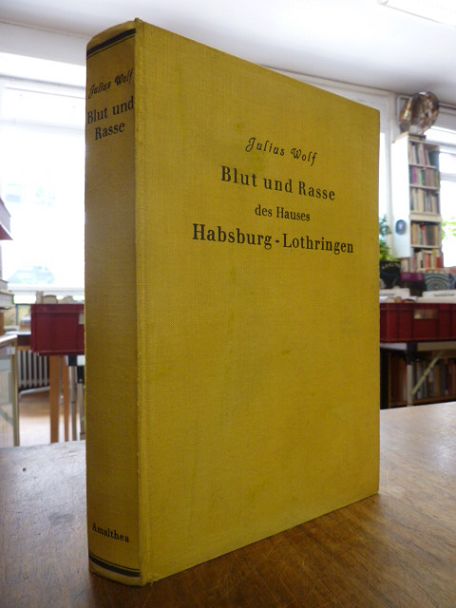 Julius Wolf
Blut und
Rasse
Amalthea
Julius Wolf
Blut und Rasse
des Hauses
Habsburg-Lothringen